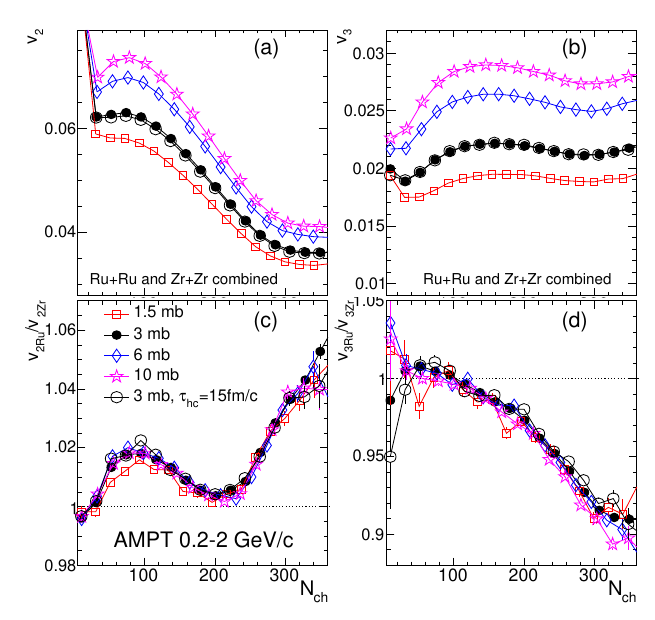 v2
(a)
0.06
0.04
Ru+Ru and Zr+Zr combined
v3
(b)
0.03
0.025
0.02
0.015
0.01
Ru+Ru and Zr+Zr combined
v2Ru/v2Zr
(c)
1.06
1.04
1.02
1
0.98
1.5 mb
3 mb
6 mb
10 mb
3 mb, τhc=15fm/c
AMPT 0.2-2 GeV/c
100
200
300
Nch
v3Ru/v3Zr
(d)
1.05
1
0.95
0.9
100
200
300
Nch